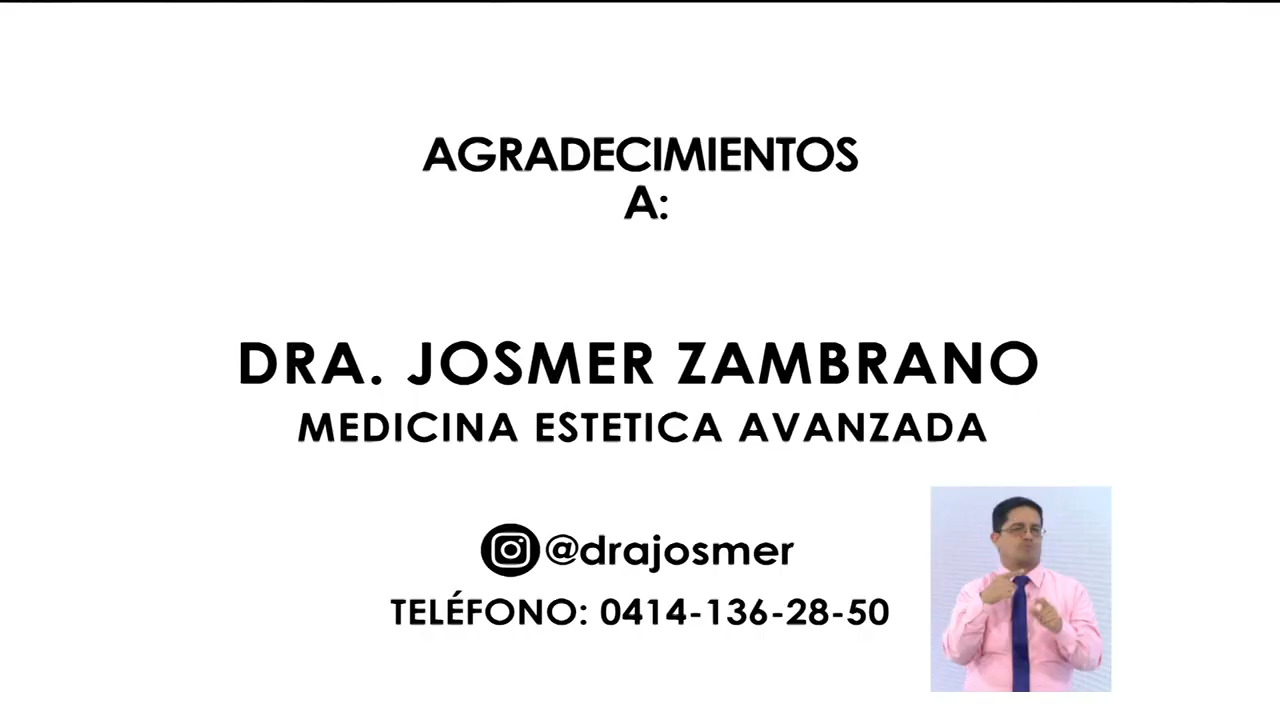 AGRADECIMIENTOS
A:
DRA. JOSMER ZAMBRANO
MEDICINA ESTETICA AVANZADA
@drajosmer
TELÉFONO: 0414-136-28-50